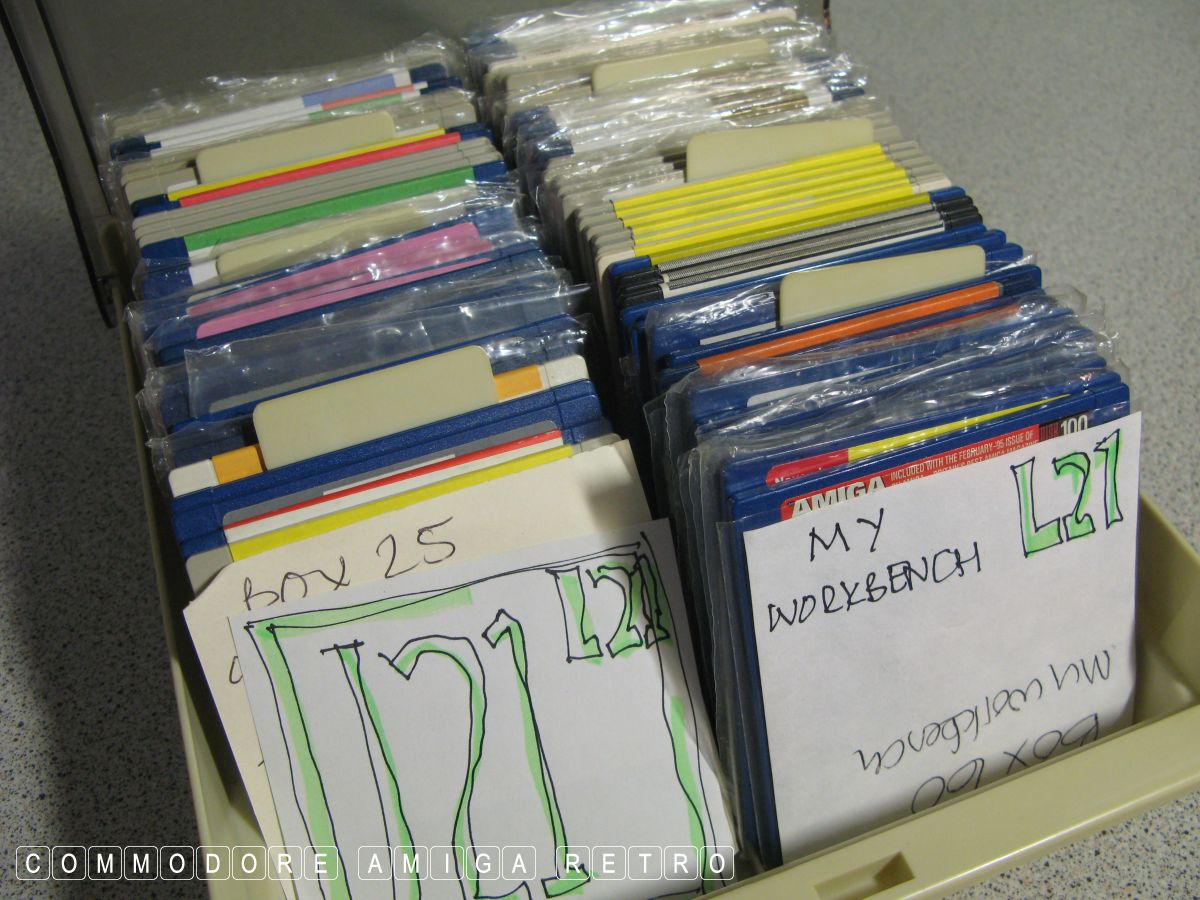 INCLUDED WITH THE FEBRUARY '95 ISSUE OF
100
AMIGA
MY
WORKBENCH
L21
My workbench
BOX 60
BOX 25
L21
L21
COMMODORE AMIGA RETRO